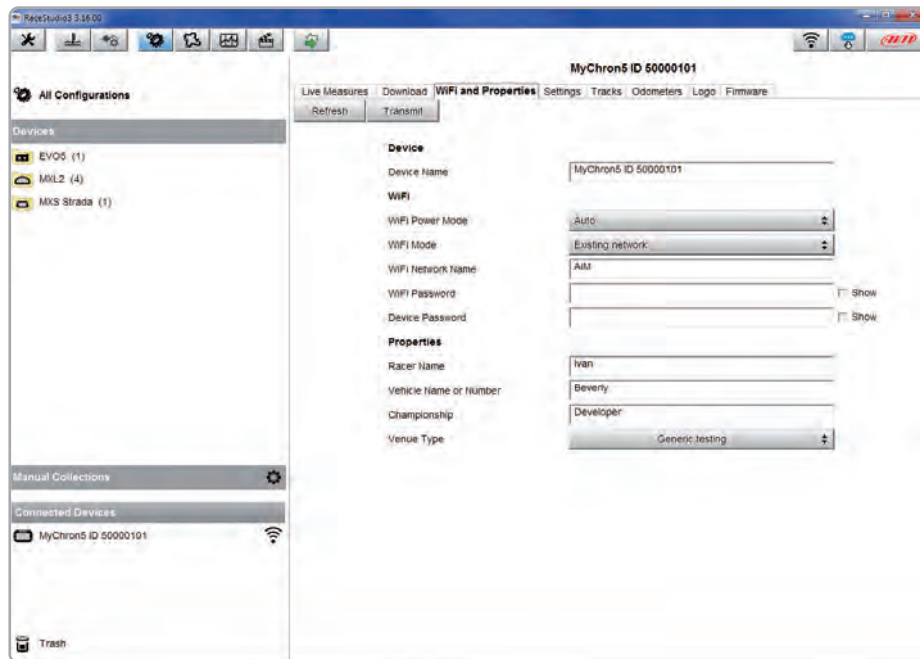 RaceStudio3 3.16.00
AiM
MyChron5 ID 50000101
All Configurations
Live Measures Download WiFi and Properties Settings Tracks Odometers Logo Firmware
Refresh Transmit
Devices
EVO5 (1)
MXL2 (4)
MXS Strada (1)
Device
Device Name MyChron5 ID 50000101
WiFi
WiFi Power Mode Auto
WiFi Mode Existing network
WiFi Network Name AiM
WiFi Password Show
Device Password Show
Properties
Racer Name Ivan
Vehicle Name or Number Beverly
Championship Developer
Venue Type Generic testing
Manual Collections
Connected Devices
MyChron5 ID 50000101
Trash